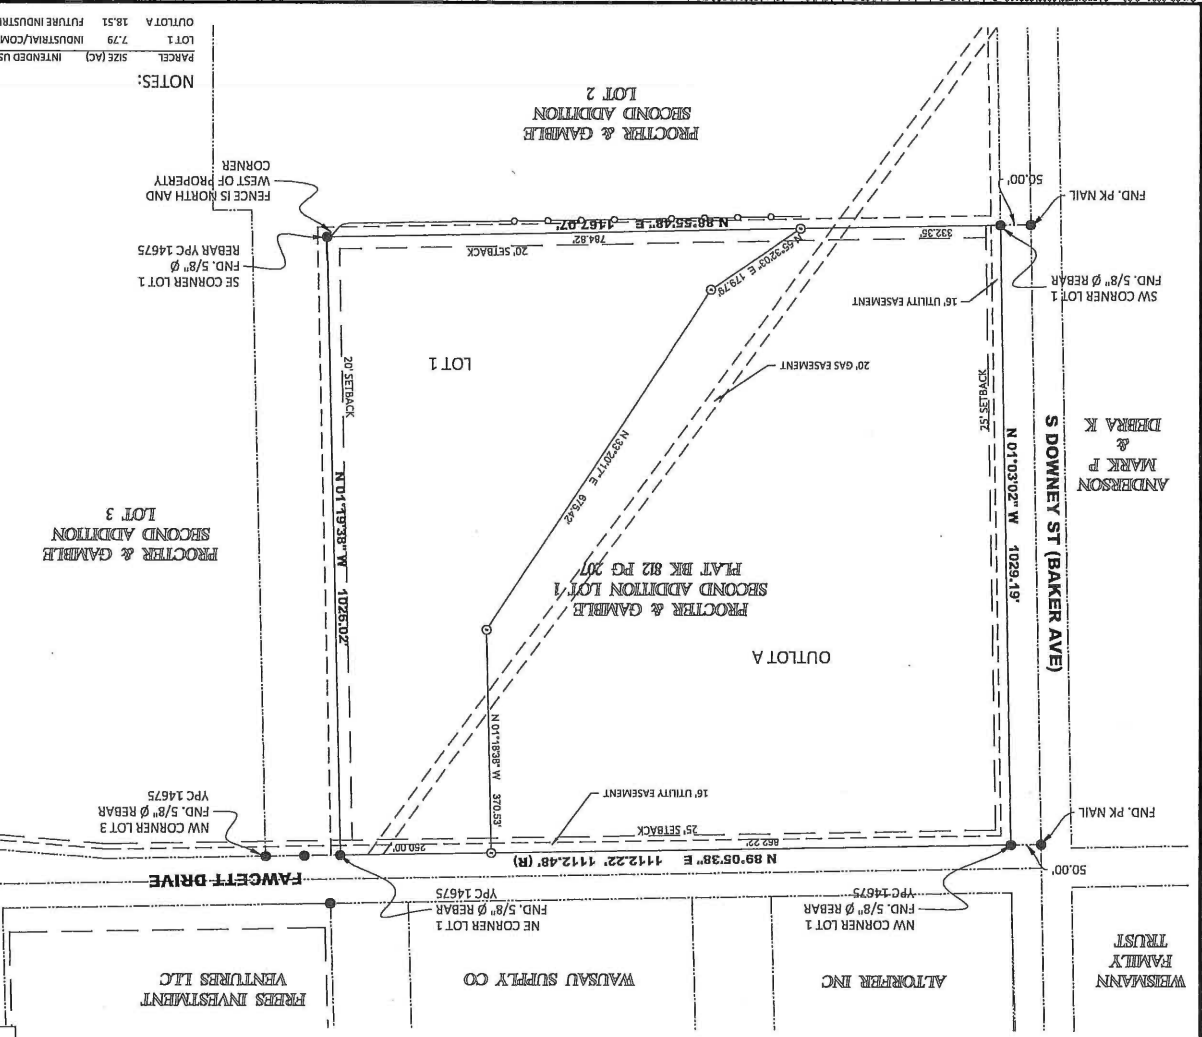 WEISMANN
FAMILY
TRUST
ALTORFER INC
WAUSAU SUPPLY CO
FREES INVESTMENT
VENTURES LLC
NW CORNER LOT 1
FND. 5/8" Ø REBAR
YPC 14675
NE CORNER LOT 1
FND. 5/8" Ø REBAR
YPC 14675
FAWCETT DRIVE
50.00'
N 89°05'38" E 1112.22' 1112.48' (R)
862.22'
250.00'
25' SETBACK
FND. PK NAIL
16' UTILITY EASEMENT
NW CORNER LOT 3
FND. 5/8" Ø REBAR
YPC 14675
N 01°18'38" W 370.53'
OUTLOT A
S DOWNEY ST (BAKER AVE)
N 01°03'02" W 1029.19'
PROCTER & GAMBLE
SECOND ADDITION LOT 1
PLAT BK 812 PG 207
N 01°19'38" W 1026.02'
PROCTER & GAMBLE
SECOND ADDITION
LOT 3
N 33°20'17" E 675.42'
ANDERSON
MARK P
&
DEBRA K
25' SETBACK
20' SETBACK
20' GAS EASEMENT
LOT 1
16' UTILITY EASEMENT
SW CORNER LOT 1
FND. 5/8" Ø REBAR
N 55°32'03" E 179.79'
SE CORNER LOT 1
FND. 5/8" Ø
REBAR YPC 14675
20' SETBACK
332.35'
784.82'
N 88°55'48" E 1167.07'
FND. PK NAIL
50.00'
FENCE IS NORTH AND
WEST OF PROPERTY
CORNER
PROCTER & GAMBLE
SECOND ADDITION
LOT 2
NOTES:
PARCEL SIZE (AC) INTENDED US
LOT 1 7.79 INDUSTRIAL/COM
OUTLOT A 18.51 FUTURE INDUSTRI